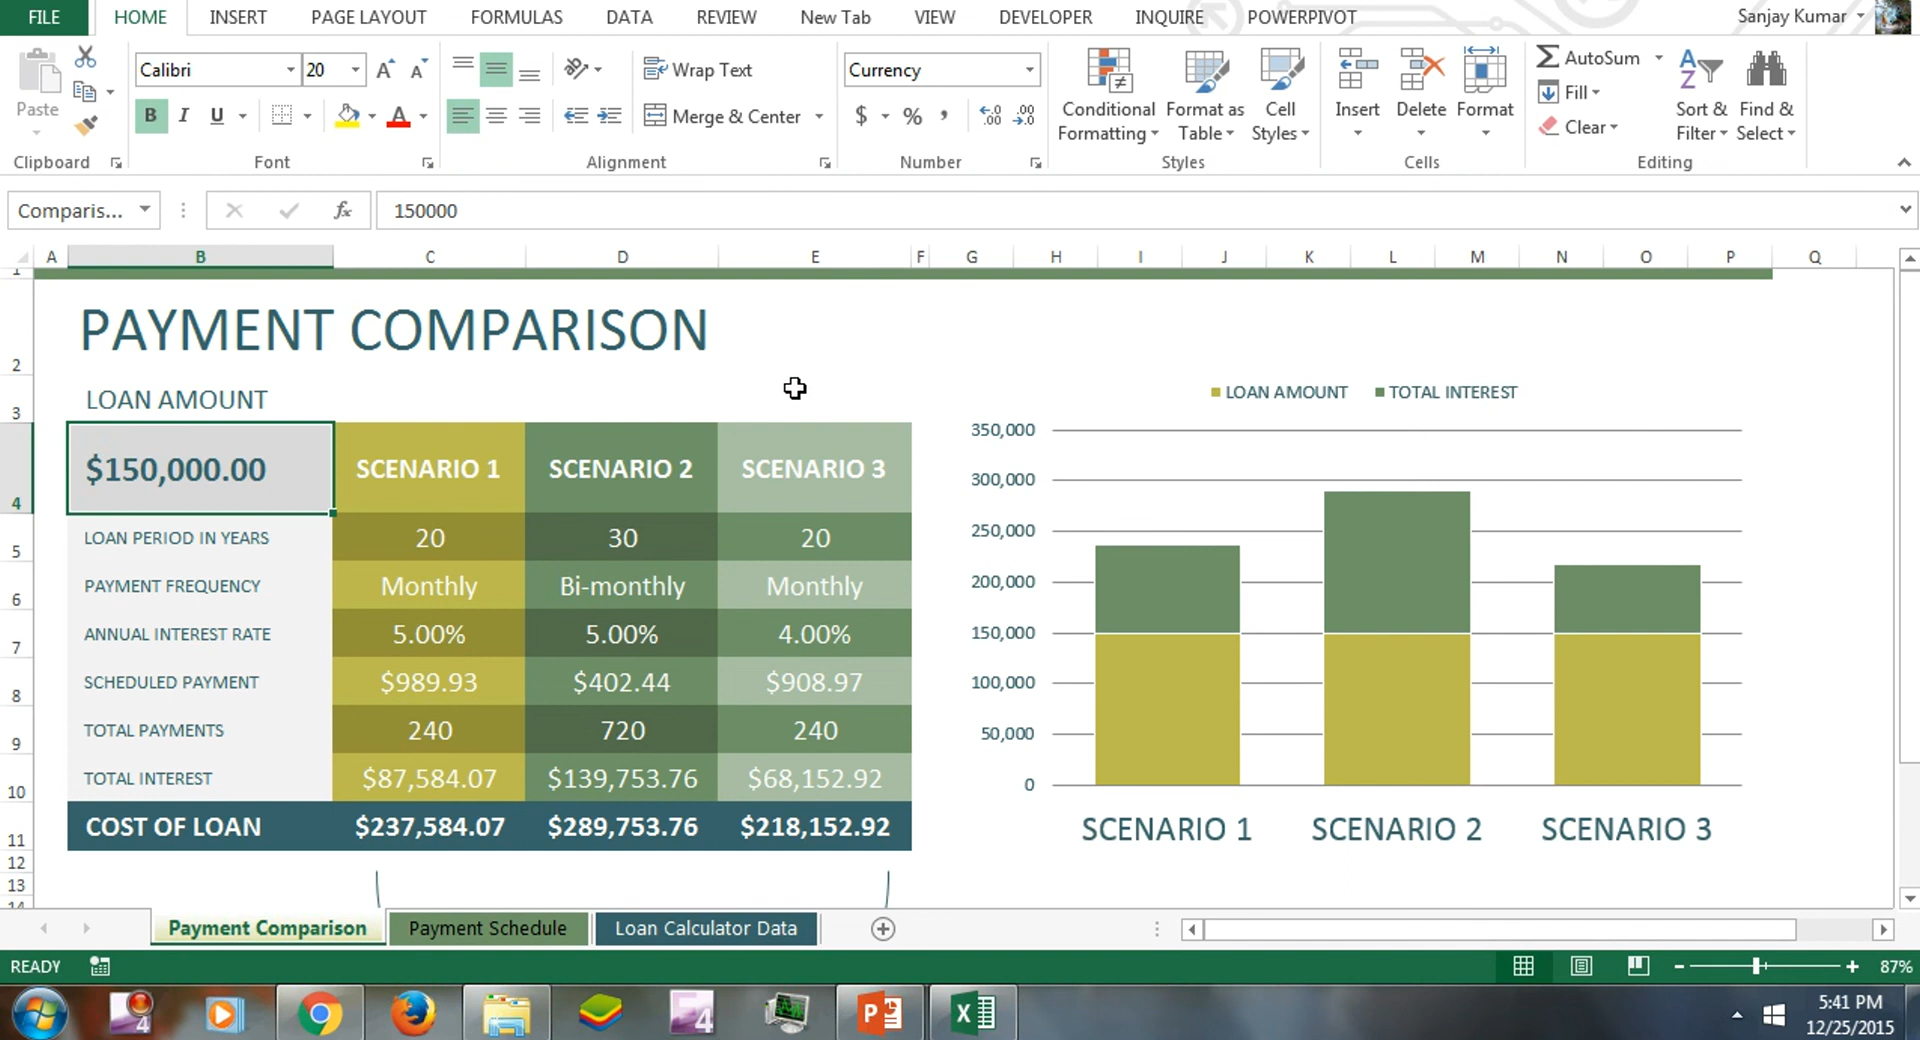 FILE HOME INSERT PAGE LAYOUT FORMULAS DATA REVIEW New Tab VIEW DEVELOPER INQUIRE POWERPIVOT Sanjay Kumar
Paste
Clipboard
Calibri 20
B I U
Font
Wrap Text
Merge & Center
Alignment
Currency
$ % ,
Number
Conditional Formatting
Format as Table
Cell Styles
Styles
Insert Delete Format
Cells
AutoSum
Fill
Clear
Sort & Filter
Find & Select
Editing
Comparis... fx 150000
A B C D E F G H I J K L M N O P Q
1
2 PAYMENT COMPARISON
3 LOAN AMOUNT
4 $150,000.00 SCENARIO 1 SCENARIO 2 SCENARIO 3
5 LOAN PERIOD IN YEARS 20 30 20
6 PAYMENT FREQUENCY Monthly Bi-monthly Monthly
7 ANNUAL INTEREST RATE 5.00% 5.00% 4.00%
8 SCHEDULED PAYMENT $989.93 $402.44 $908.97
9 TOTAL PAYMENTS 240 720 240
10 TOTAL INTEREST $87,584.07 $139,753.76 $68,152.92
11 COST OF LOAN $237,584.07 $289,753.76 $218,152.92
12
13
14
LOAN AMOUNT TOTAL INTEREST
350,000
300,000
250,000
200,000
150,000
100,000
50,000
0
SCENARIO 1 SCENARIO 2 SCENARIO 3
Payment Comparison Payment Schedule Loan Calculator Data
READY 87%
5:41 PM
12/25/2015